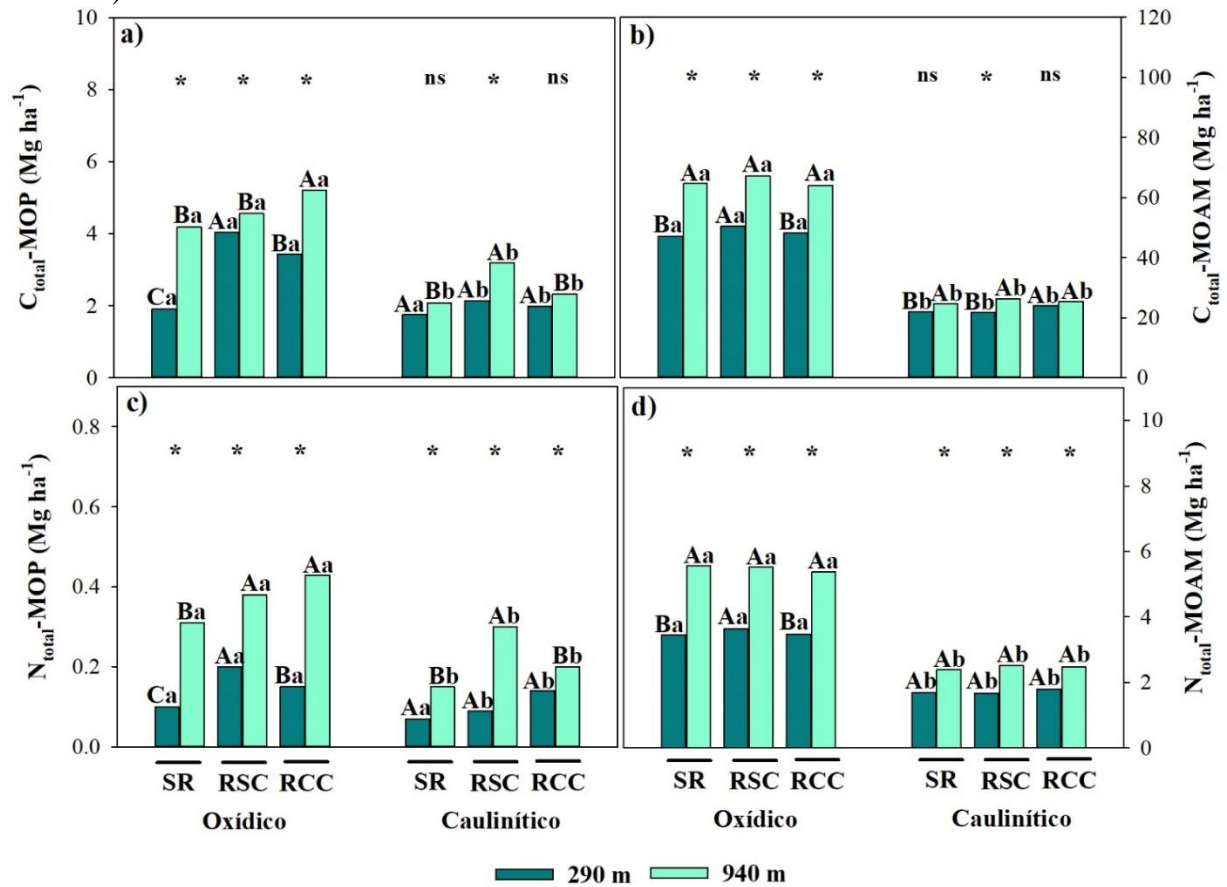 10
a)
b)
120
* * * ns * ns
* * * ns * ns
8
100
80
6
60
4
40
2
20
0
0
C_total-MOP (Mg ha⁻¹)
C_total-MOAM (Mg ha⁻¹)
Ca Ba Aa Ba Ba Aa Aa Bb Ab Ab Ab Bb
Ba Aa Aa Aa Ba Aa Bb Ab Bb Ab Ab Ab
c)
d)
0.8
10
* * * * * *
* * * * * *
8
0.6
6
0.4
4
0.2
2
0.0
0
N_total-MOP (Mg ha⁻¹)
N_total-MOAM (Mg ha⁻¹)
Ca Ba Aa Aa Ba Aa Aa Bb Ab Ab Ab Bb
Ba Aa Aa Aa Ba Aa Ab Ab Ab Ab Ab Ab
SR RSC RCC SR RSC RCC
SR RSC RCC SR RSC RCC
Oxídico Caulinítico
Oxídico Caulinítico
290 m 940 m